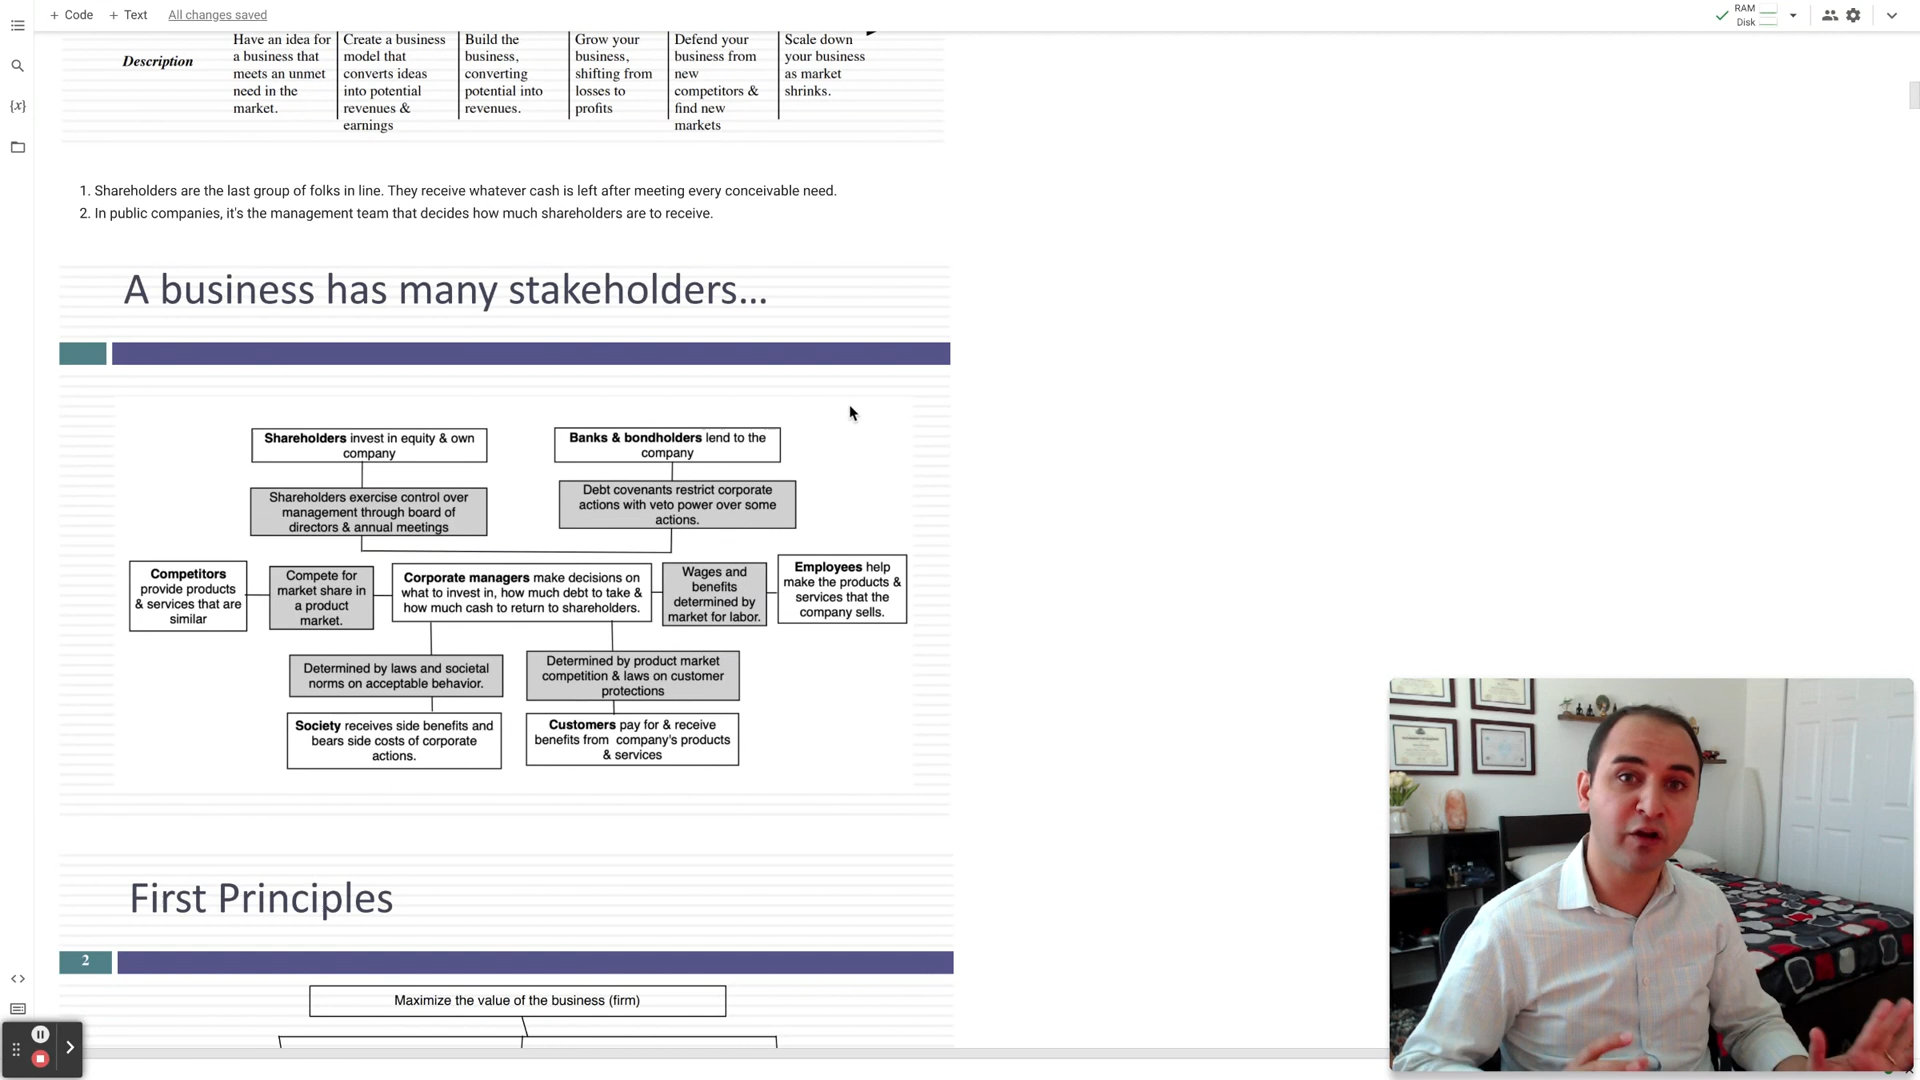 + Code + Text All changes saved
RAM
Disk
Description
Have an idea for
a business that
meets an unmet
need in the
market.
Create a business
model that
converts ideas
into potential
revenues &
earnings
Build the
business,
converting
potential into
revenues.
Grow your
business,
shifting from
losses to
profits
Defend your
business from
new
competitors &
find new
markets
Scale down
your business
as market
shrinks.
1. Shareholders are the last group of folks in line. They receive whatever cash is left after meeting every conceivable need.
2. In public companies, it's the management team that decides how much shareholders are to receive.
A business has many stakeholders...
Shareholders invest in equity & own
company
Banks & bondholders lend to the
company
Shareholders exercise control over
management through board of
directors & annual meetings
Debt covenants restrict corporate
actions with veto power over some
actions.
Competitors
provide products
& services that are
similar
Compete for
market share in
a product
market.
Corporate managers make decisions on
what to invest in, how much debt to take &
how much cash to return to shareholders.
Wages and
benefits
determined by
market for labor.
Employees help
make the products &
services that the
company sells.
Determined by laws and societal
norms on acceptable behavior.
Determined by product market
competition & laws on customer
protections
Society receives side benefits and
bears side costs of corporate
actions.
Customers pay for & receive
benefits from company's products
& services
First Principles
2
Maximize the value of the business (firm)